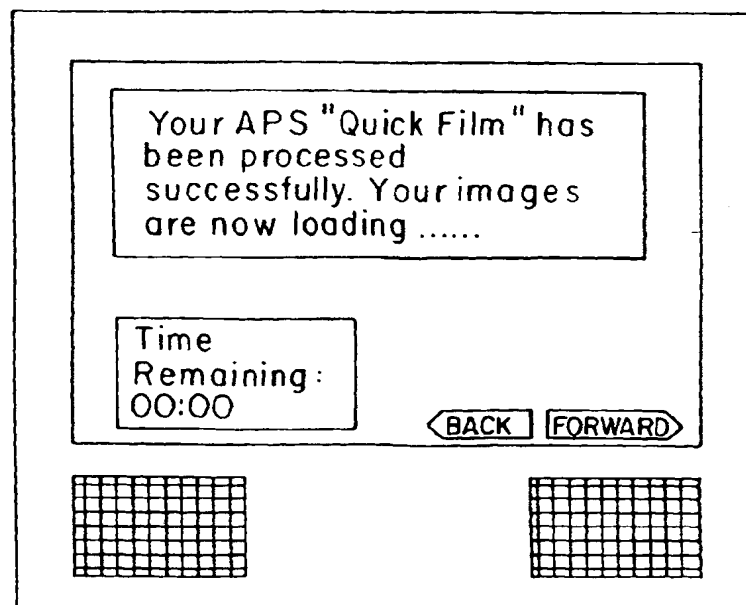 Your APS "Quick Film" has
been processed
successfully. Your images
are now loading ......
Time
Remaining:
00:00
BACK
FORWARD